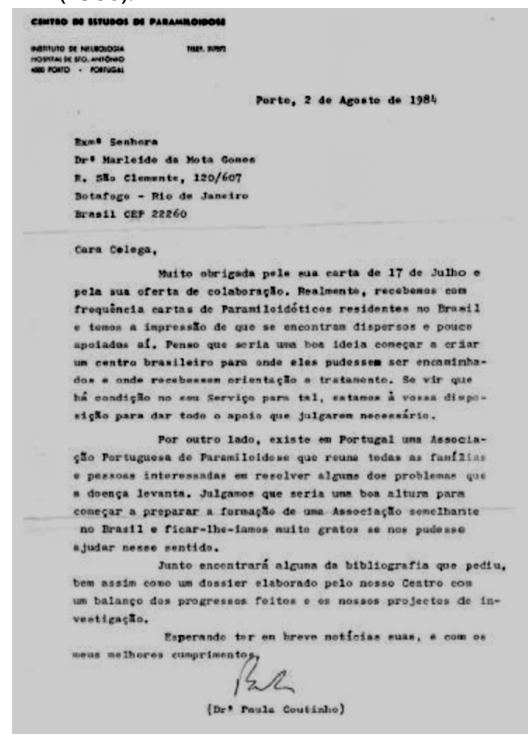 CENTRO DE ESTUDOS DE PARAMILOIDOSE
INSTITUTO DE NEUROLOGIA
HOSPITAL DE STO. ANTÓNIO
4000 PORTO - PORTUGAL
TELEF.
Porto, 2 de Agosto de 1984
Exmª Senhora
Drª Marleide da Mota Gomes
R. São Clemente, 120/607
Botafogo - Rio de Janeiro
Brasil CEP 22260
Cara Colega,
Muito obrigada pela sua carta de 17 de Julho e
pela sua oferta de colaboração. Realmente, recebemos com
frequência cartas de Paramiloidóticos residentes no Brasil
e temos a impressão de que se encontram dispersos e pouco
apoiados aí. Penso que seria uma boa ideia começar a criar
um centro brasileiro para onde eles pudessem ser encaminha-
dos e onde recebessem orientação e tratamento. Se vir que
há condição no seu Serviço para tal, estamos à vossa dispo-
sição para dar todo o apoio que julgarem necessário.
Por outro lado, existe em Portugal uma Associa-
ção Portuguesa de Paramiloidose que reune todas as famílias
e pessoas interessadas em resolver alguns dos problemas que
a doença levanta. Julgamos que seria uma boa altura para
começar a preparar a formação de uma Associação semelhante
no Brasil e ficar-lhe-iamos muito gratos se nos pudesse
ajudar nesse sentido.
Junto encontrará alguma da bibliografia que pediu,
bem assim como um dossier elaborado pelo nosso Centro com
um balanço dos progressos feitos e os nossos projectos de in-
vestigação.
Esperando ter em breve notícias suas, e com os
meus melhores cumprimentos,
(Drª Paula Coutinho)